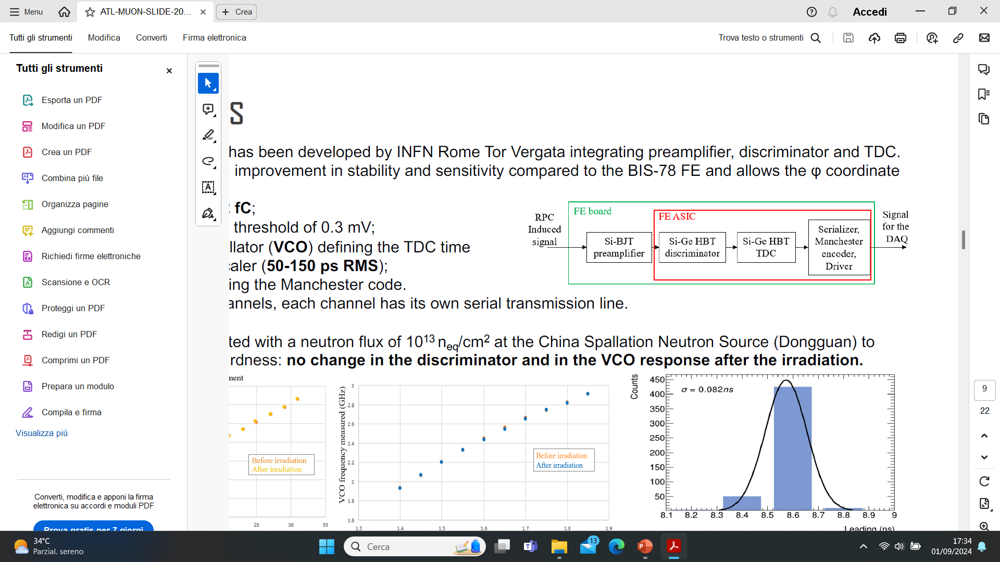 Menu
ATL-MUON-SLIDE-20...
Crea
Accedi
Tutti gli strumenti
Modifica
Converti
Firma elettronica
Trova testo o strumenti
Tutti gli strumenti
Esporta un PDF
Modifica un PDF
Crea un PDF
Combina più file
Organizza pagine
Aggiungi commenti
Richiedi firme elettroniche
Scansione e OCR
Proteggi un PDF
Redigi un PDF
Comprimi un PDF
Prepara un modulo
Compila e firma
Visualizza più
Converti, modifica e apponi la firma
elettronica su accordi e moduli PDF
Prova gratis per 7 giorni
S
has been developed by INFN Rome Tor Vergata integrating preamplifier, discriminator and TDC.
improvement in stability and sensitivity compared to the BIS-78 FE and allows the φ coordinate
fC;
threshold of 0.3 mV;
llator (VCO) defining the TDC time
caler (50-150 ps RMS);
ing the Manchester code.
annels, each channel has its own serial transmission line.
RPC
Induced
signal
FE board
FE ASIC
Si-BJT
preamplifier
Si-Ge HBT
discriminator
Si-Ge HBT
TDC
Serializer,
Manchester
encoder,
Driver
Signal
for the
DAQ
ted with a neutron flux of 10¹³ neq/cm² at the China Spallation Neutron Source (Dongguan) to
rdness: no change in the discriminator and in the VCO response after the irradiation.
ment
Before irradiation
After irradiation
25 30 35
VCO frequency measured (GHz)
3
2.8
2.6
2.4
2.2
2
1.8
1.6
Before irradiation
After irradiation
1.3 1.4 1.5 1.6 1.7 1.8 1.9
Counts
450
400
350
300
250
200
150
100
50
σ = 0.082ns
8.1 8.2 8.3 8.4 8.5 8.6 8.7 8.8 8.9 9
Leading (ns)
9
22
34°C
Parzial. sereno
Cerca
13
17:34
01/09/2024